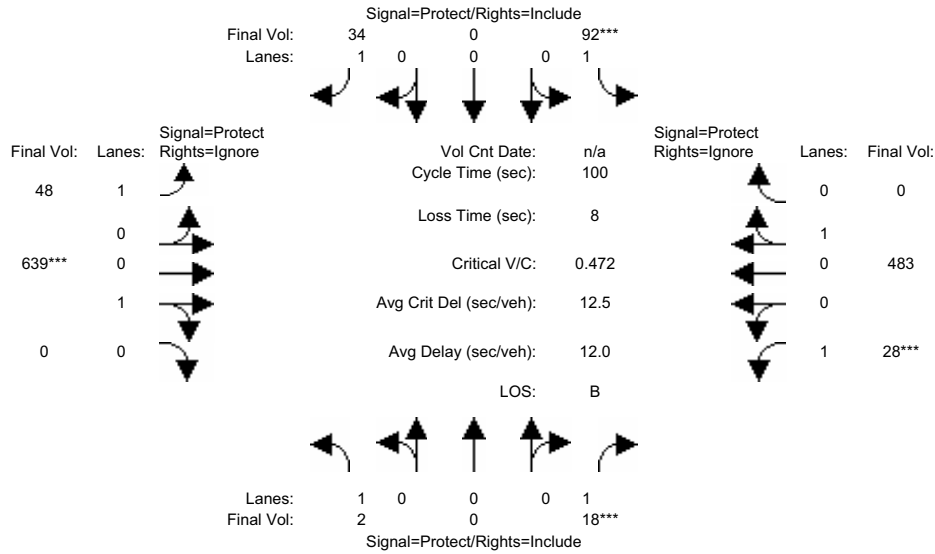 Signal=Protect/Rights=Include
Final Vol: 34 0 92***
Lanes: 1 0 0 0 1
Signal=Protect Signal=Protect
Final Vol: Lanes: Rights=Ignore Vol Cnt Date: n/a Rights=Ignore Lanes: Final Vol:
Cycle Time (sec): 100
48 1 0 0
Loss Time (sec): 8
0 1
639*** 0 Critical V/C: 0.472 0 483
1 Avg Crit Del (sec/veh): 12.5 0
0 0 Avg Delay (sec/veh): 12.0 1 28***
LOS: B
Lanes: 1 0 0 0 1
Final Vol: 2 0 18***
Signal=Protect/Rights=Include